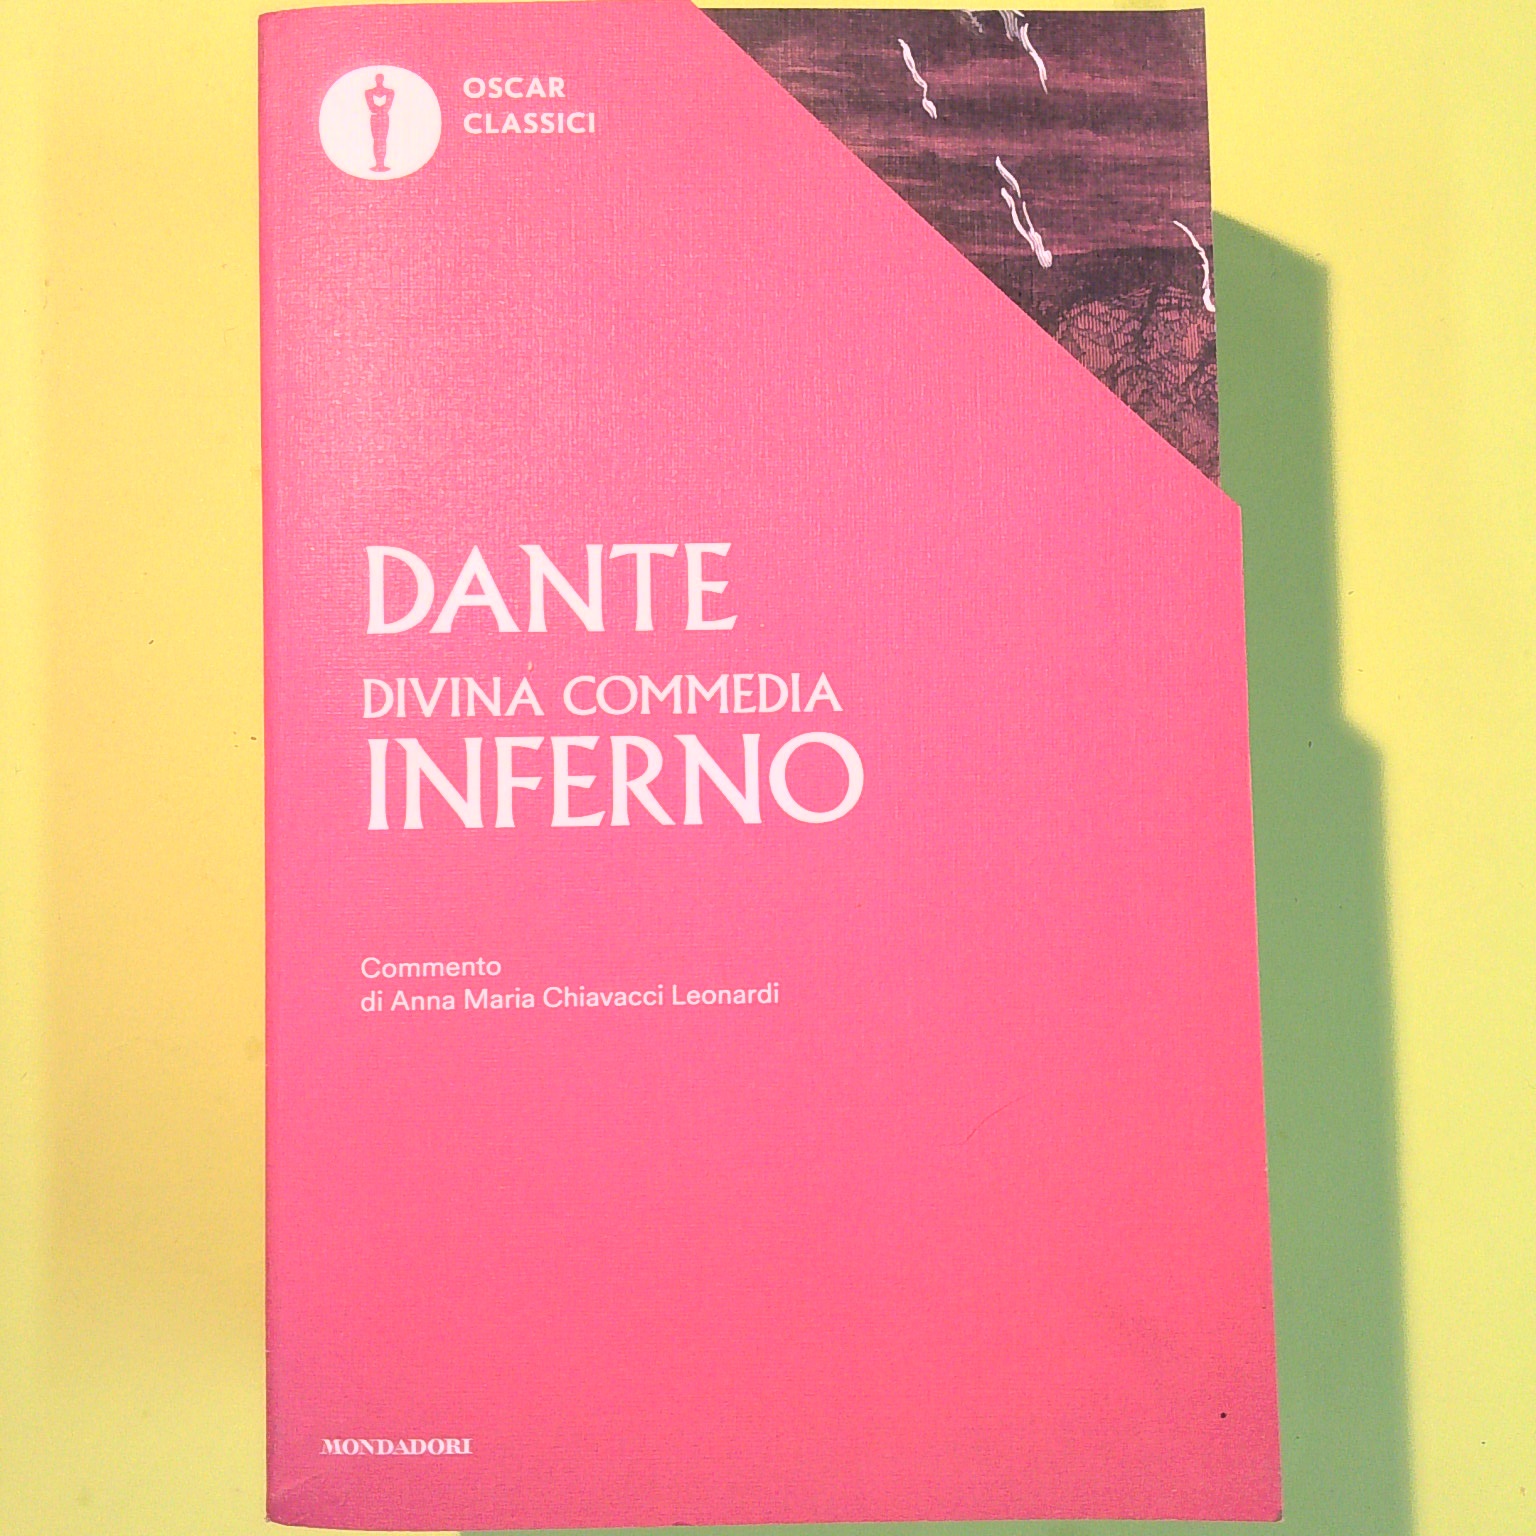 OSCAR
CLASSICI
DANTE
DIVINA COMMEDIA
INFERNO
Commento
di Anna Maria Chiavacci Leonardi
MONDADORI